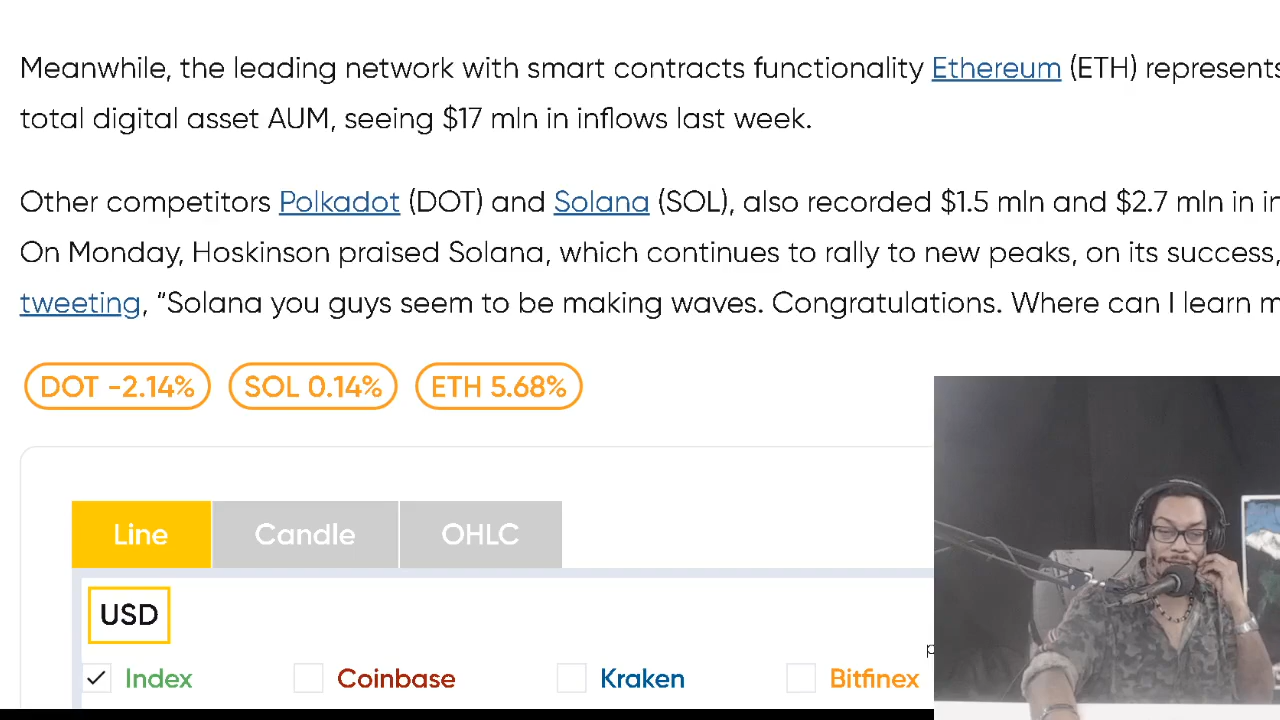 Meanwhile, the leading network with smart contracts functionality Ethereum (ETH) represents
total digital asset AUM, seeing $17 mln in inflows last week.
Other competitors Polkadot (DOT) and Solana (SOL), also recorded $1.5 mln and $2.7 mln in
On Monday, Hoskinson praised Solana, which continues to rally to new peaks, on its success,
tweeting, “Solana you guys seem to be making waves. Congratulations. Where can I learn
DOT -2.14% SOL 0.14% ETH 5.68%
Line Candle OHLC
USD
Index Coinbase Kraken Bitfinex